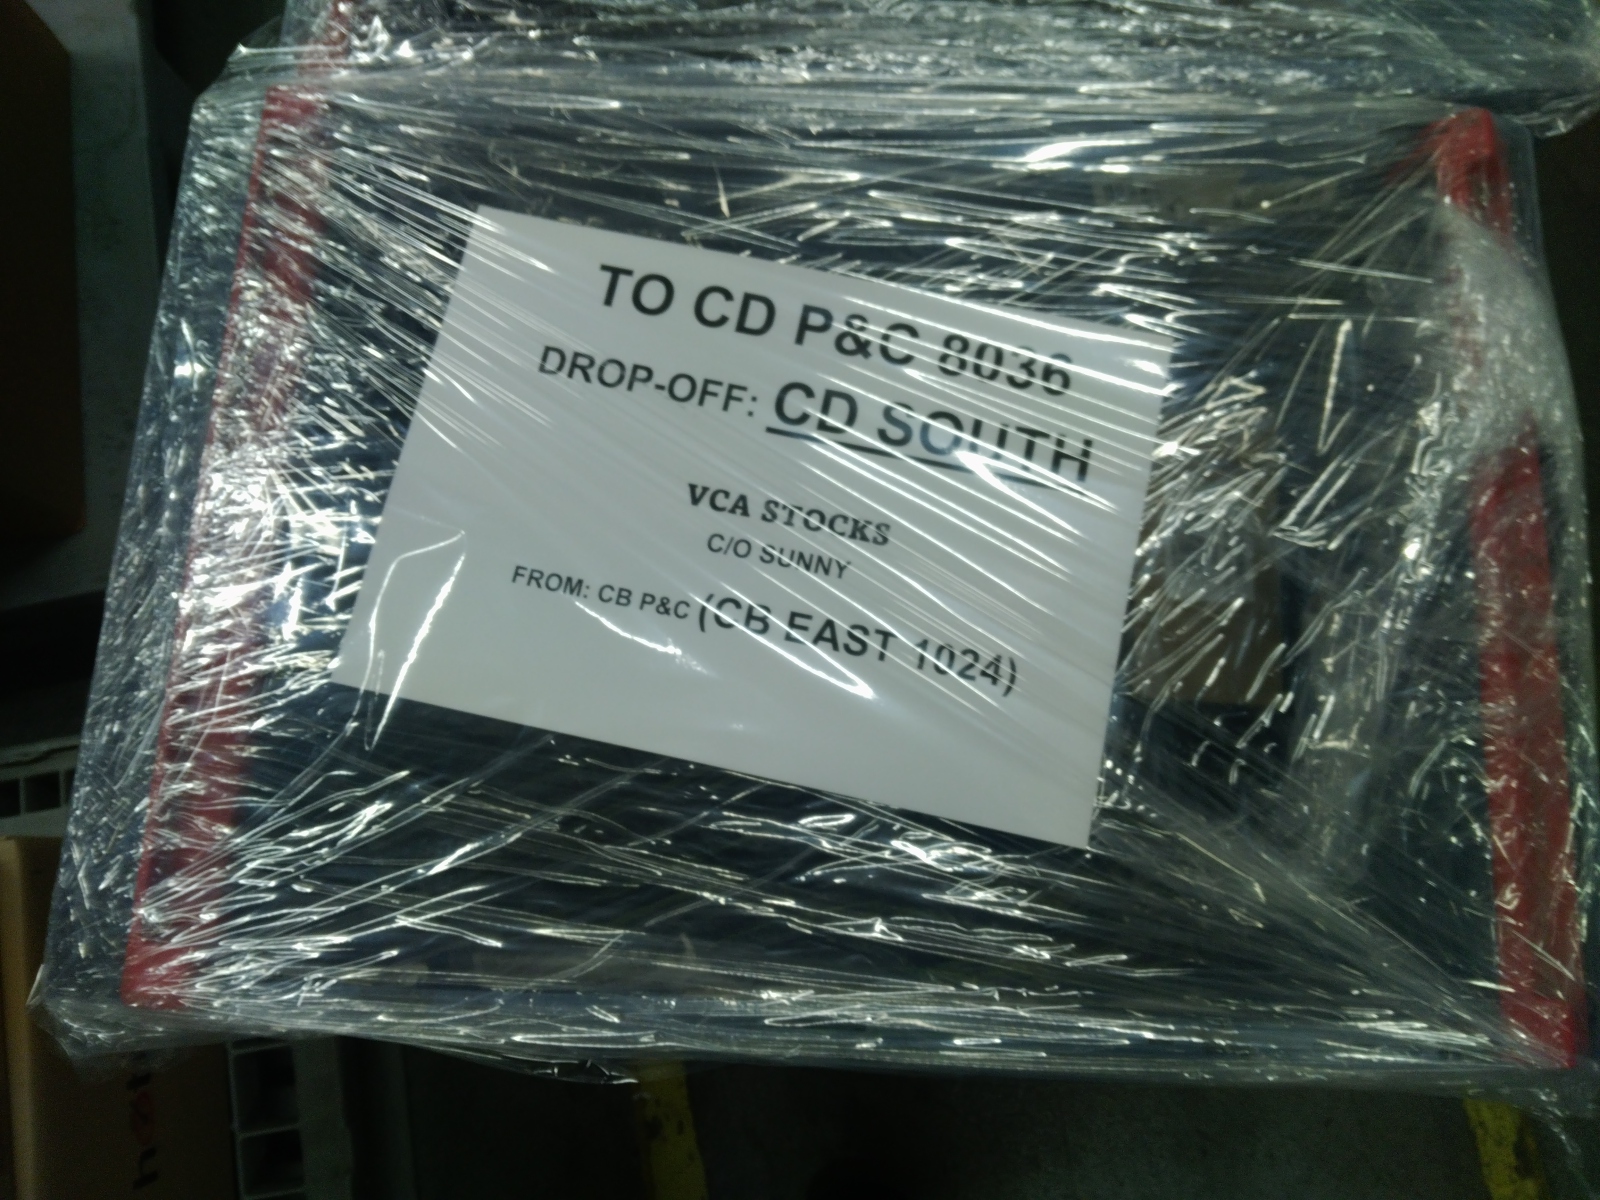 TO CD P&C 8036
DROP-OFF: CD SOUTH
VCA STOCKS
C/O SUNNY
FROM: CB P&C (CB EAST 1024)